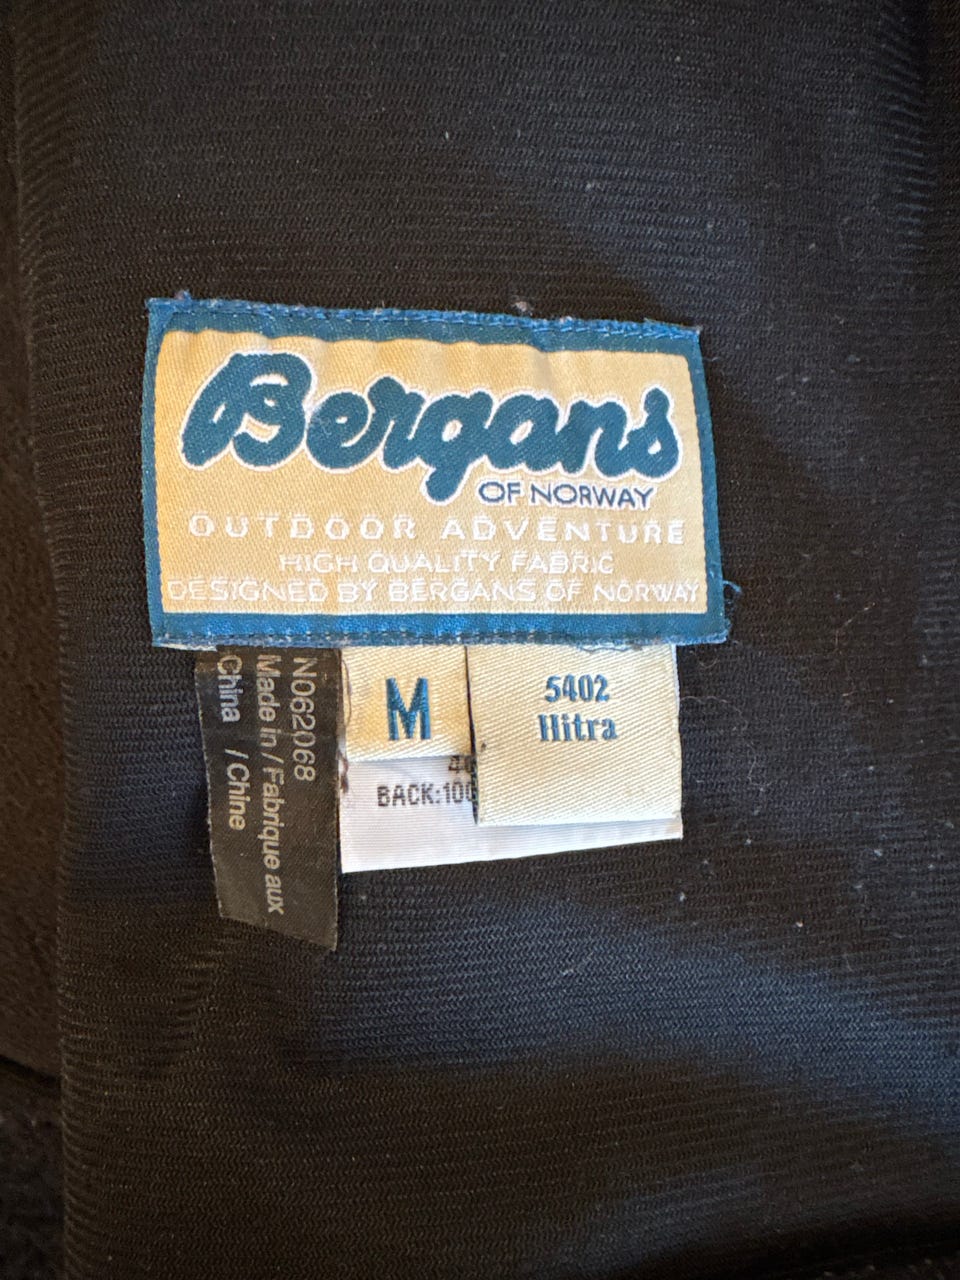 Bergans
OF NORWAY
OUTDOOR ADVENTURE
HIGH QUALITY FABRIC
DESIGNED BY BERGANS OF NORWAY
N062068
Made in / Fabrique aux
China / Chine
M
5402
Hitra
BACK:100